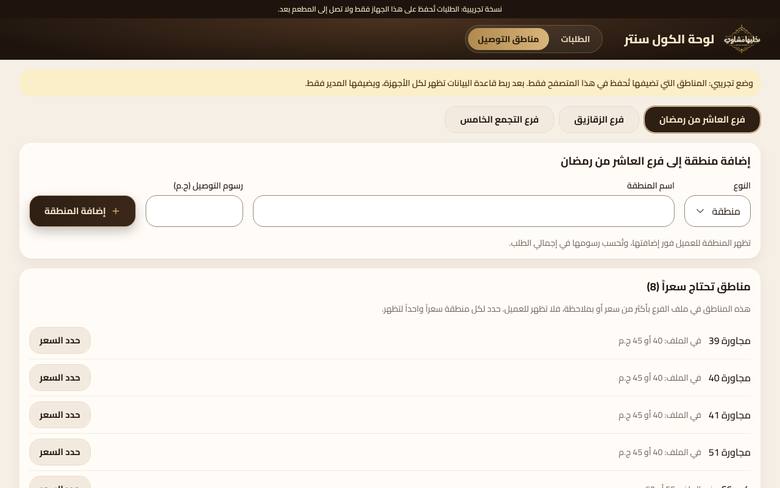 نسخة تجريبية: الطلبات تُحفظ على هذا الجهاز فقط ولا تصل إلى المطعم بعد.
لوحة الكول سنتر
الطلبات
مناطق التوصيل
وضع تجريبي: المناطق التي تضيفها تُحفظ في هذا المتصفح فقط. بعد ربط قاعدة البيانات تظهر لكل الأجهزة، ويضيفها المدير فقط.
فرع العاشر من رمضان
فرع الزقازيق
فرع التجمع الخامس
إضافة منطقة إلى فرع العاشر من رمضان
النوع
اسم المنطقة
رسوم التوصيل (ج.م)
منطقة
+ إضافة المنطقة
تظهر المنطقة للعميل فور إضافتها، وتُحسب رسومها في إجمالي الطلب.
مناطق تحتاج سعراً (8)
هذه المناطق في ملف الفرع بأكثر من سعر أو بملاحظة، فلا تظهر للعميل. حدد لكل منطقة سعراً واحداً لتظهر.
مجاورة 39 في الملف: 40 أو 45 ج.م
حدد السعر
مجاورة 40 في الملف: 40 أو 45 ج.م
حدد السعر
مجاورة 41 في الملف: 40 أو 45 ج.م
حدد السعر
مجاورة 51 في الملف: 40 أو 45 ج.م
حدد السعر